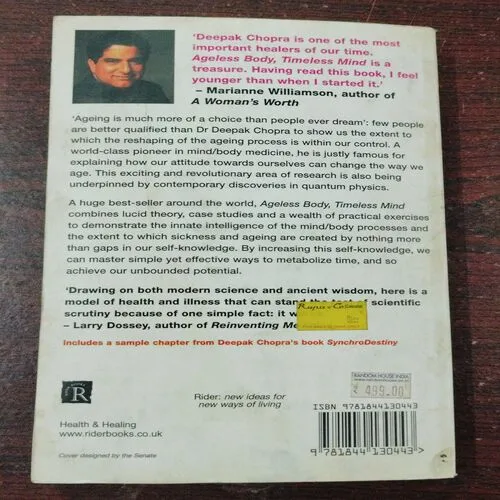 'Deepak Chopra is one of the most
important healers of our time.
Ageless Body, Timeless Mind is a
treasure. Having read this book, I feel
younger than when I started it.'
– Marianne Williamson, author of
A Woman's Worth
'Ageing is much more of a choice than people ever dream': few people
are better qualified than Dr Deepak Chopra to show us the extent to
which the reshaping of the ageing process is within our control. A
world-class pioneer in mind/body medicine, he is justly famous for
explaining how our attitude towards ourselves can change the way we
age. This exciting and revolutionary area of research is also being
underpinned by contemporary discoveries in quantum physics.
A huge best-seller around the world, Ageless Body, Timeless Mind
combines lucid theory, case studies and a wealth of practical exercises
to demonstrate the innate intelligence of the mind/body processes and
the extent to which sickness and ageing are created by nothing more
than gaps in our self-knowledge. By increasing this self-knowledge, we
can master simple yet effective ways to metabolize time, and so
achieve our unbounded potential.
'Drawing on both modern science and ancient wisdom, here is a
model of health and illness that can stand the test of scientific
scrutiny because of one simple fact: it
– Larry Dossey, author of Reinventing Me
Includes a sample chapter from Deepak Chopra's book SynchroDestiny
RANDOM HOUSE INDIA
₹ 499.00
R
Rider: new ideas for
new ways of living
ISBN 9781844130443
Health & Healing
www.riderbooks.co.uk
Cover designed by the Senate
9 781844 130443 >